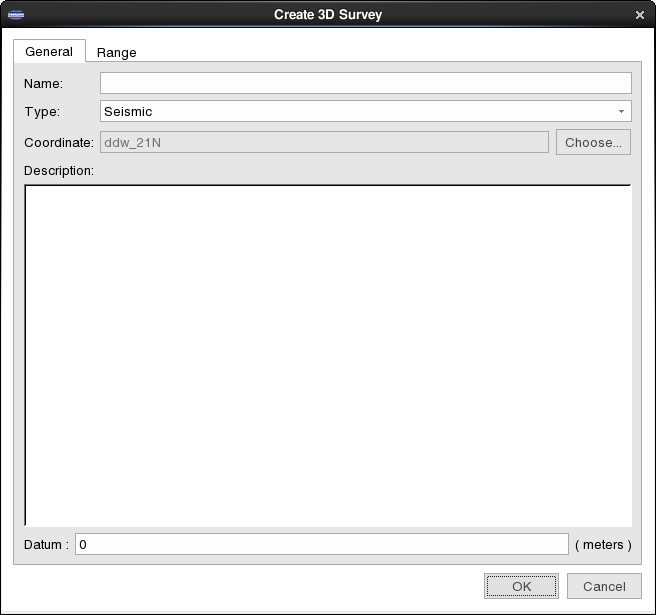 Create 3D Survey
General
Range
Name:
Type: Seismic
Coordinate: ddw_21N Choose...
Description:
Datum : 0 ( meters )
OK Cancel